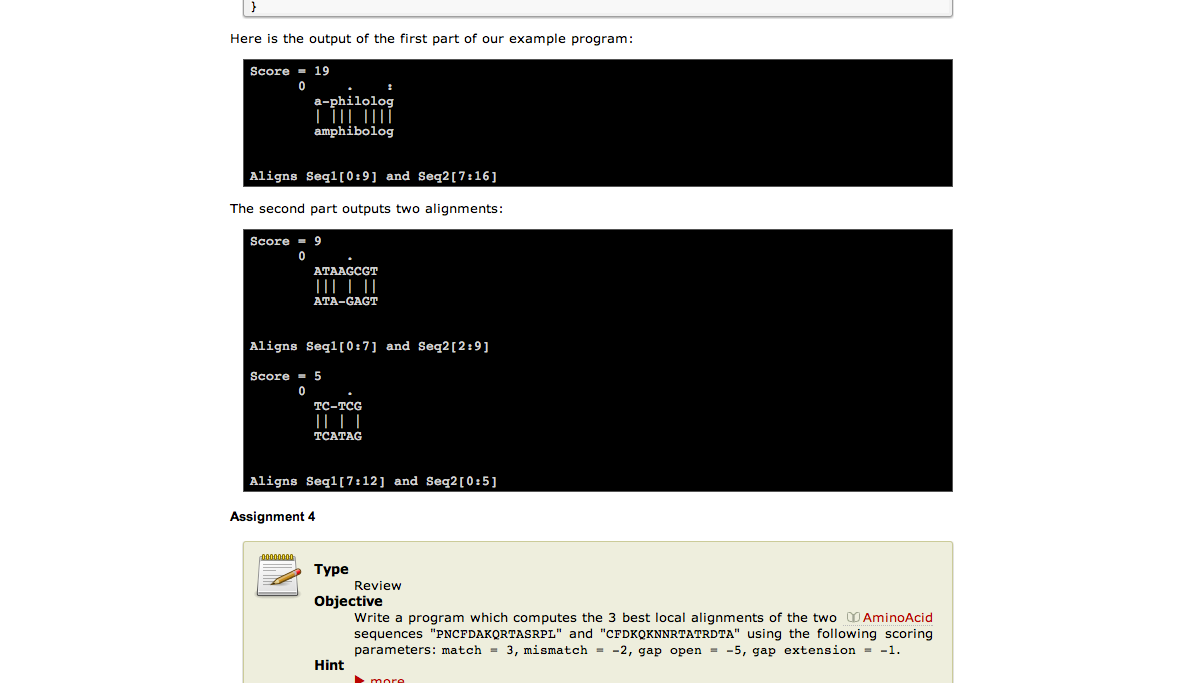 }
Here is the output of the first part of our example program:
Score = 19
0 . :
a-philolog
| ||| ||||
amphibolog
Aligns Seq1[0:9] and Seq2[7:16]
The second part outputs two alignments:
Score = 9
0 .
ATAAGCGT
||| | ||
ATA-GAGT
Aligns Seq1[0:7] and Seq2[2:9]
Score = 5
0 .
TC-TCG
|| | |
TCATAG
Aligns Seq1[7:12] and Seq2[0:5]
Assignment 4
Type
Review
Objective
Write a program which computes the 3 best local alignments of the two AminoAcid
sequences "PNCFDAKQRTASRPL" and "CFDKQKNNRTATRDTA" using the following scoring
parameters: match = 3, mismatch = -2, gap open = -5, gap extension = -1.
Hint
more